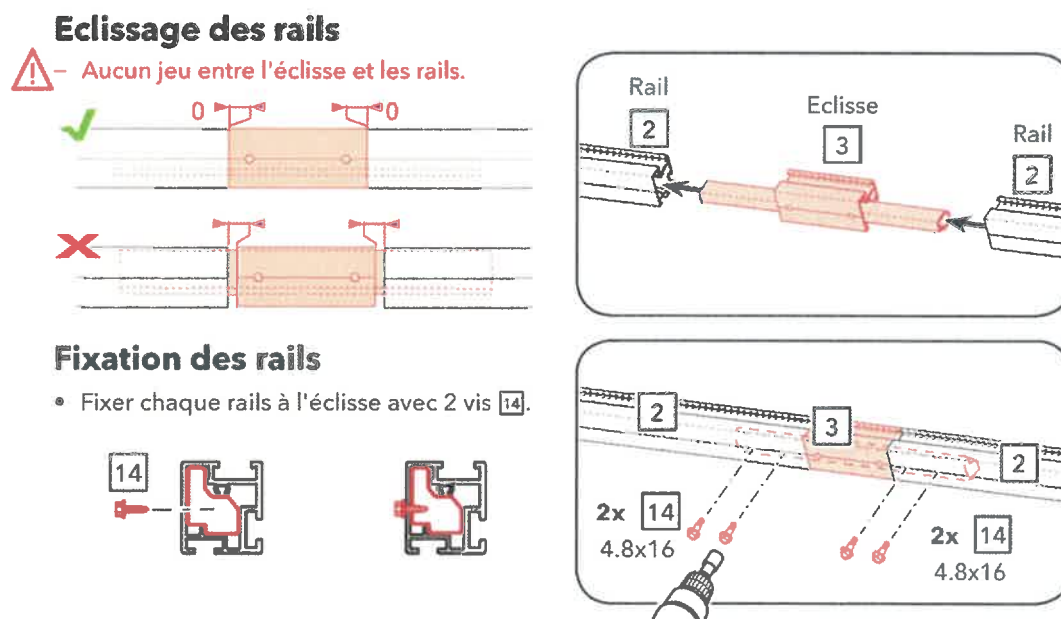 Eclissage des rails
– Aucun jeu entre l'éclisse et les rails.
0 0
Rail
2
Eclisse
3
Rail
2
Fixation des rails
• Fixer chaque rails à l'éclisse avec 2 vis 14.
14
2
3
2
2x 14
4.8x16
2x 14
4.8x16